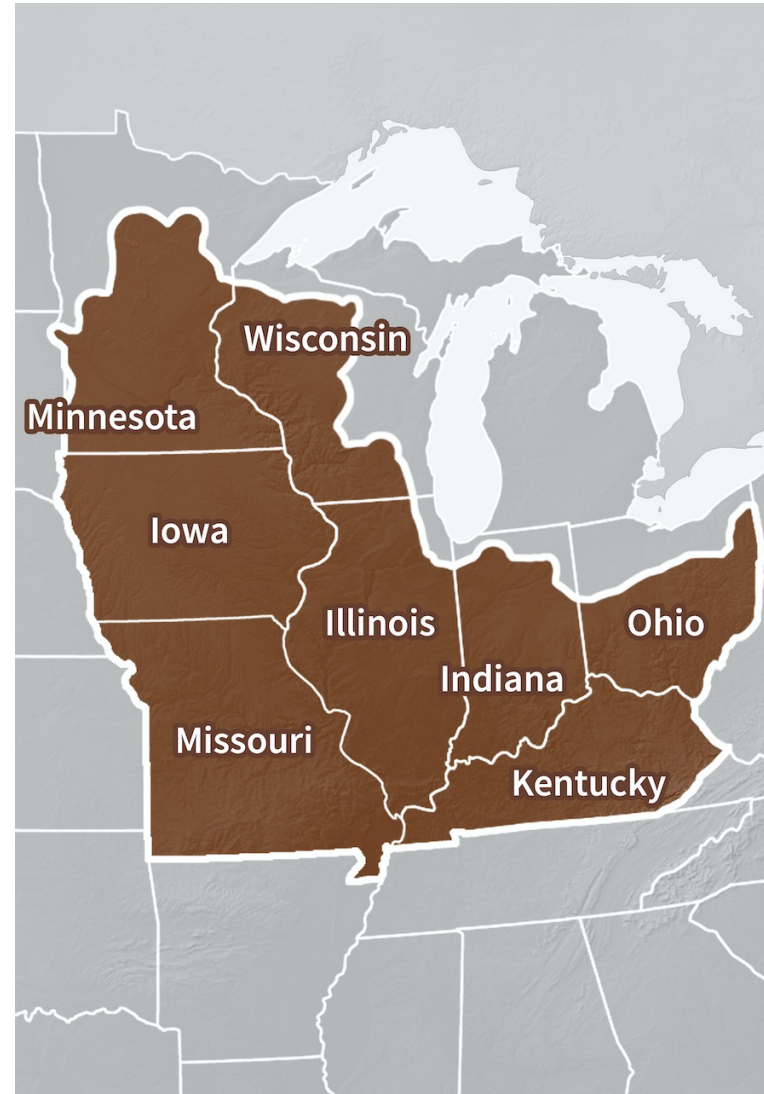 Wisconsin
Minnesota
Iowa
Illinois
Ohio
Indiana
Missouri
Kentucky